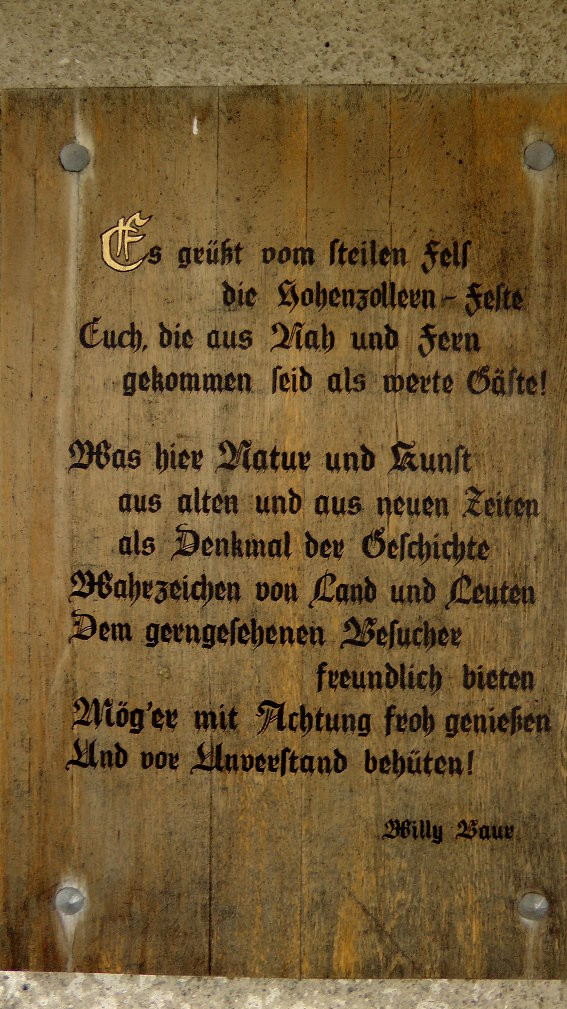 Es grüßt vom steilen Fels
die Hohenzollern-Feste
Euch, die aus Nah und Fern
gekommen seid als werte Gäste!
Was hier Natur und Kunst
aus alten und aus neuen Zeiten
als Denkmal der Geschichte
Wahrzeichen von Land und Leuten
Dem gerngesehenen Besucher
freundlich bieten
Mög'er mit Achtung froh genießen
Und vor Unverstand behüten!
Willy Baur